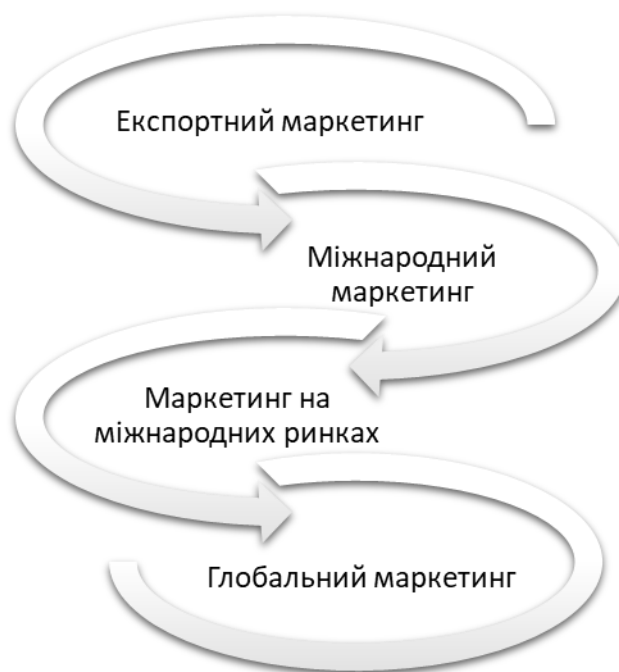 Експортний маркетинг
Міжнародний
маркетинг
Маркетинг на
міжнародних ринках
Глобальний маркетинг